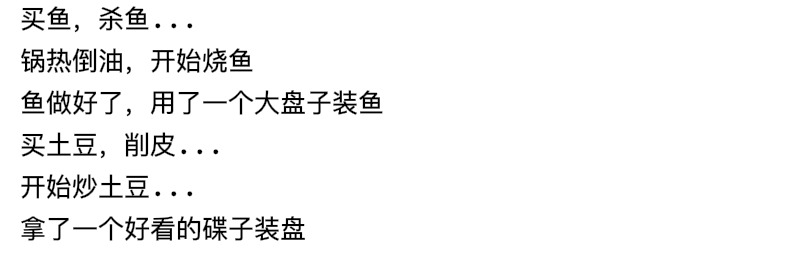 买鱼，杀鱼...
锅热倒油，开始烧鱼
鱼做好了，用了一个大盘子装鱼
买土豆，削皮...
开始炒土豆...
拿了一个好看的碟子装盘